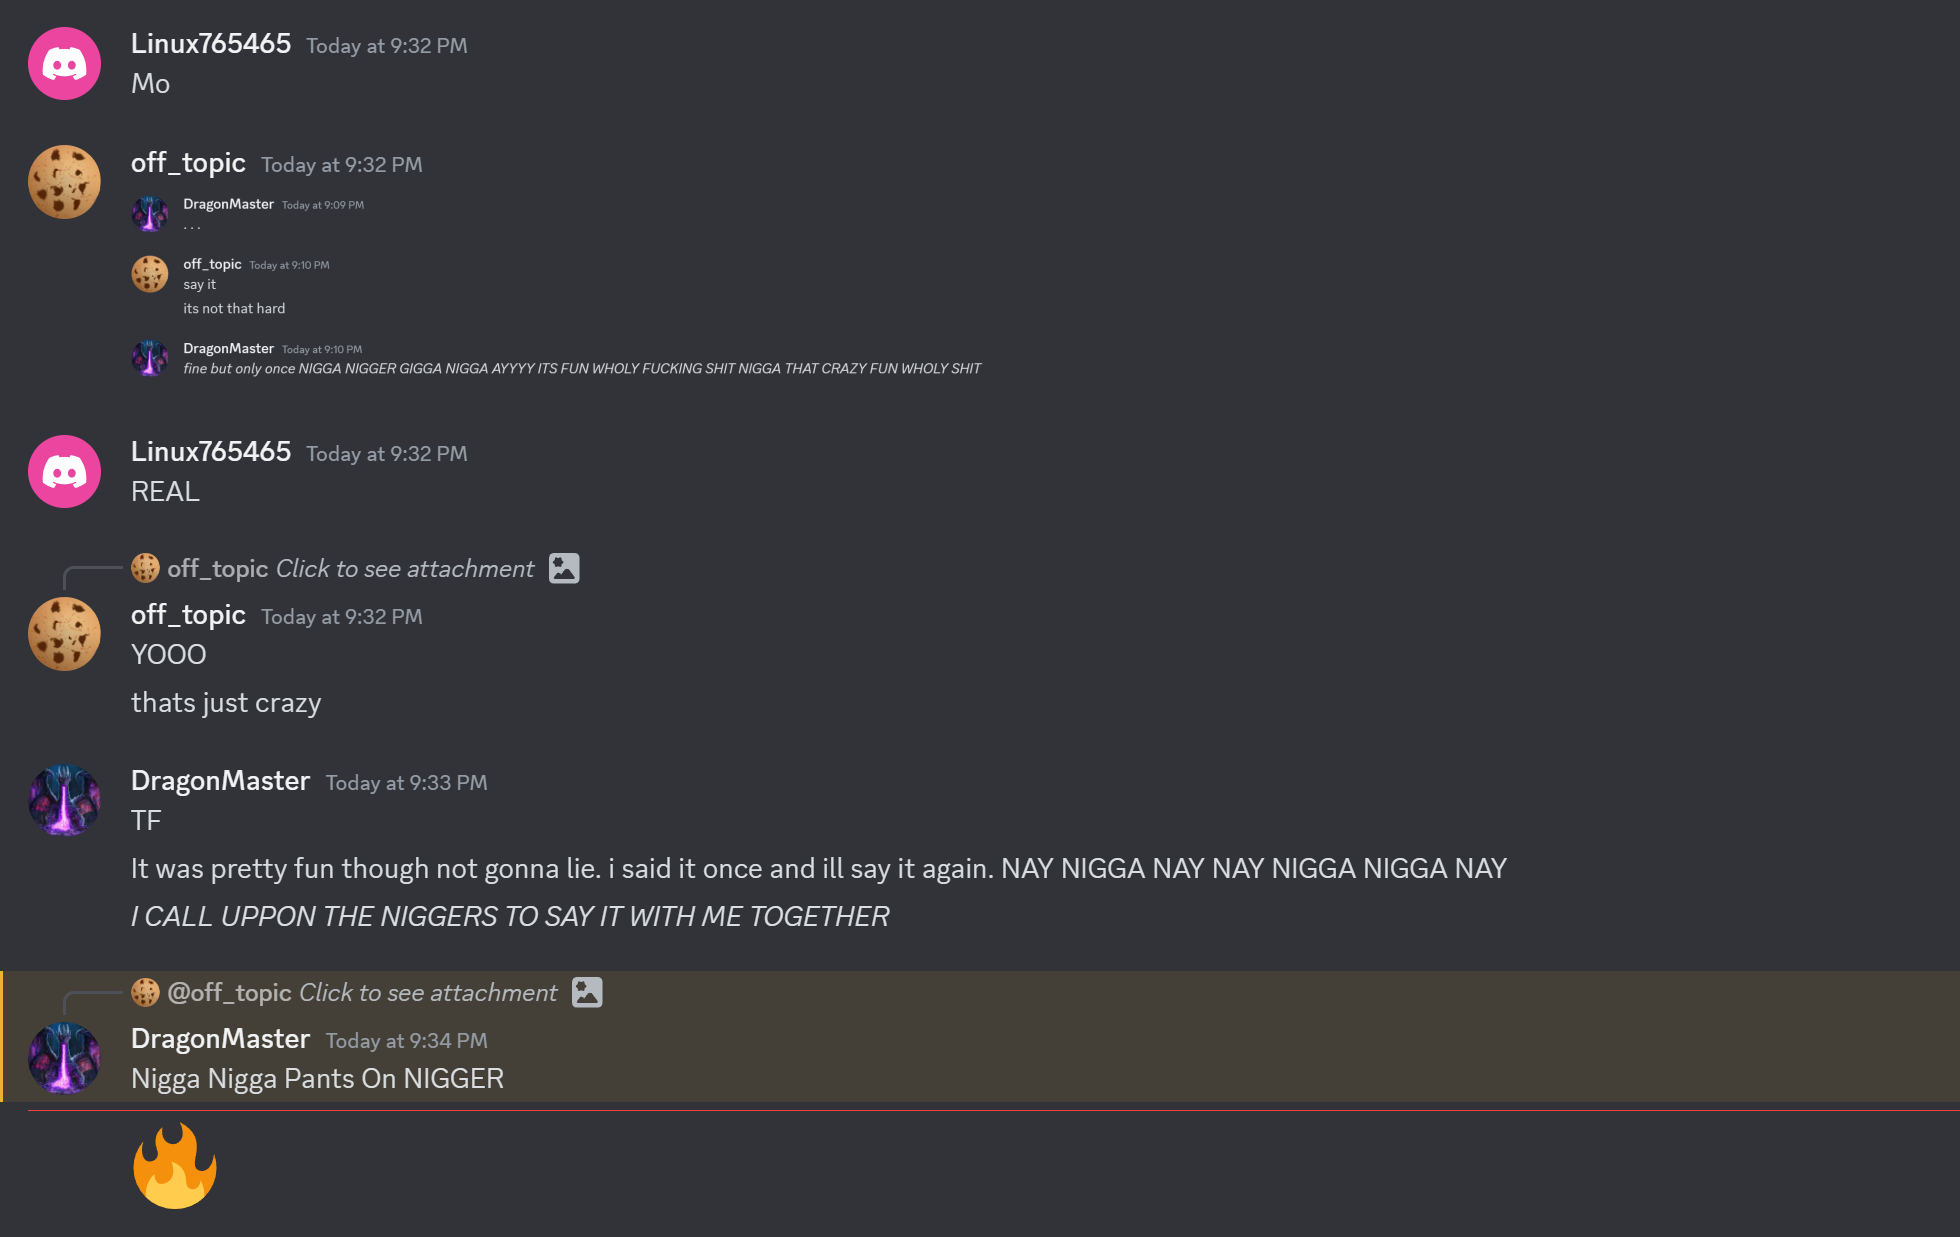 Linux765465 Today at 9:32 PM
Mo
off_topic Today at 9:32 PM
DragonMaster Today at 9:09 PM
...
off_topic Today at 9:10 PM
say it
its not that hard
DragonMaster Today at 9:10 PM
fine but only once NIGGA NIGGER GIGGA NIGGA AYYYY ITS FUN WHOLY FUCKING SHIT NIGGA THAT CRAZY FUN WHOLY SHIT
Linux765465 Today at 9:32 PM
REAL
off_topic Click to see attachment
off_topic Today at 9:32 PM
YOOO
thats just crazy
DragonMaster Today at 9:33 PM
TF
It was pretty fun though not gonna lie. i said it once and ill say it again. NAY NIGGA NAY NAY NIGGA NIGGA NAY
I CALL UPPON THE NIGGERS TO SAY IT WITH ME TOGETHER
@off_topic Click to see attachment
DragonMaster Today at 9:34 PM
Nigga Nigga Pants On NIGGER